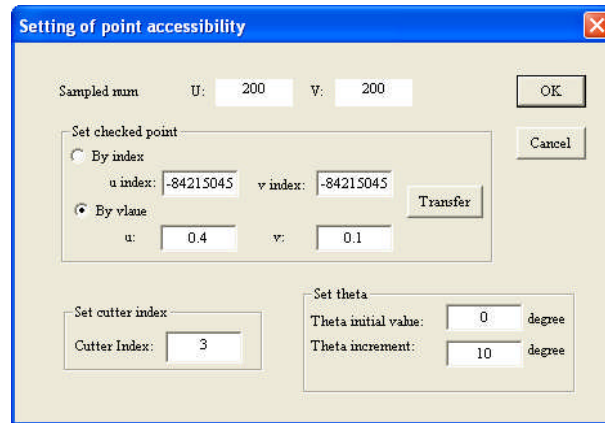 Setting of point accessibility
Sampled num U: 200 V: 200 OK
Set checked point
Cancel
By index
u index: -84215045 v index: -84215045
Transfer
By vlaue
u: 0.4 v: 0.1
Set cutter index
Cutter Index: 3
Set theta
Theta initial value: 0 degree
Theta increment: 10 degree